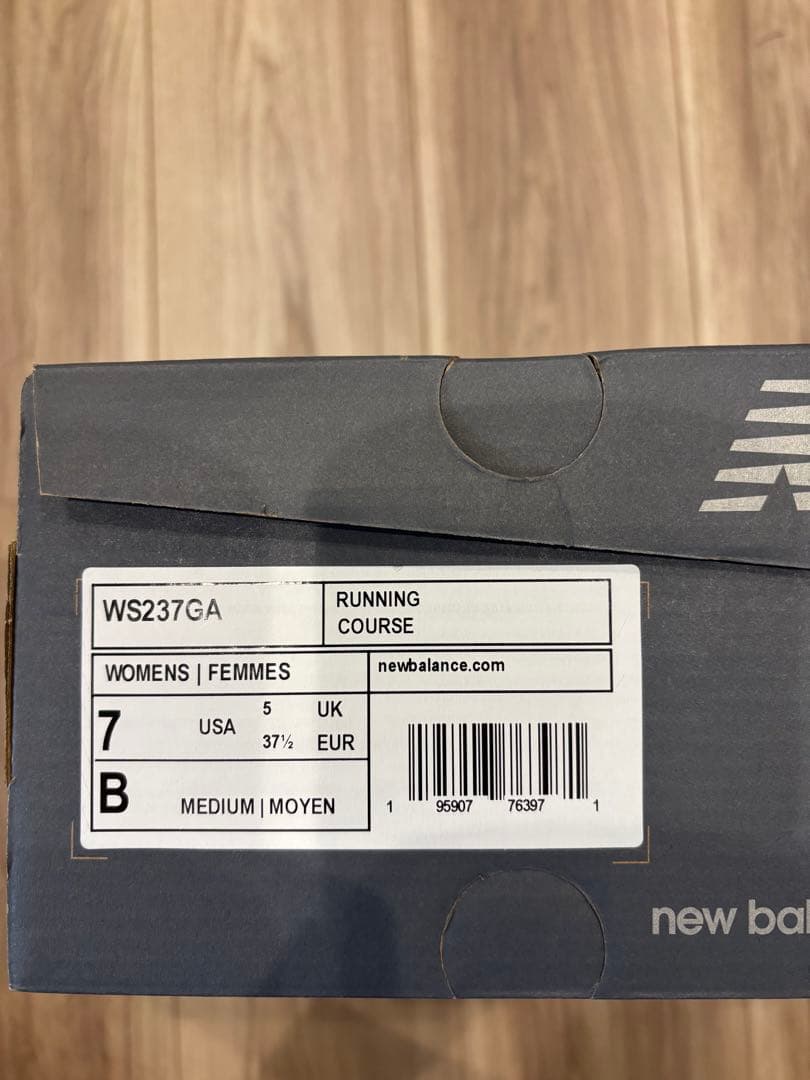 WS237GA
RUNNING
COURSE
WOMENS | FEMMES
newbalance.com
7 USA 5 UK
37½ EUR
B MEDIUM | MOYEN
1 95907 76397 1
new bal